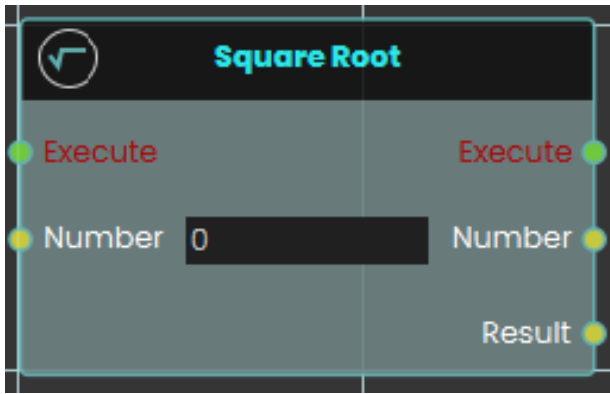 Square Root
Execute Execute
Number 0 Number
Result